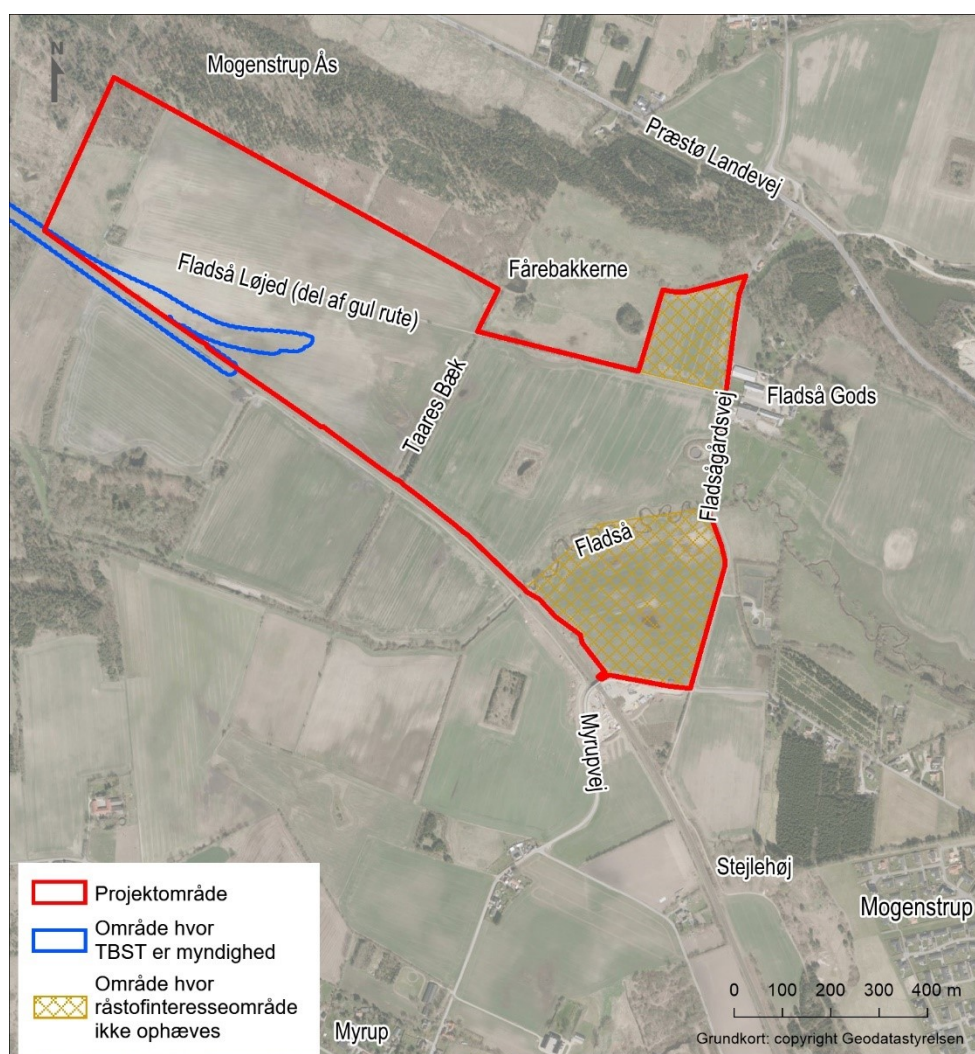 N
Mogenstrup Ås
Præstø Landevej
Fårebakkerne
Fladså Løjed (del af gul rute)
Taares Bæk
Fladså Gods
Fladsågårdsvej
Fladså
Myrupvej
Stejlehøj
Mogenstrup
Myrup
Projektområde
Område hvor
TBST er myndighed
Område hvor
råstofinteresseområde
ikke ophæves
0 100 200 300 400 m
Grundkort: copyright Geodatastyrelsen